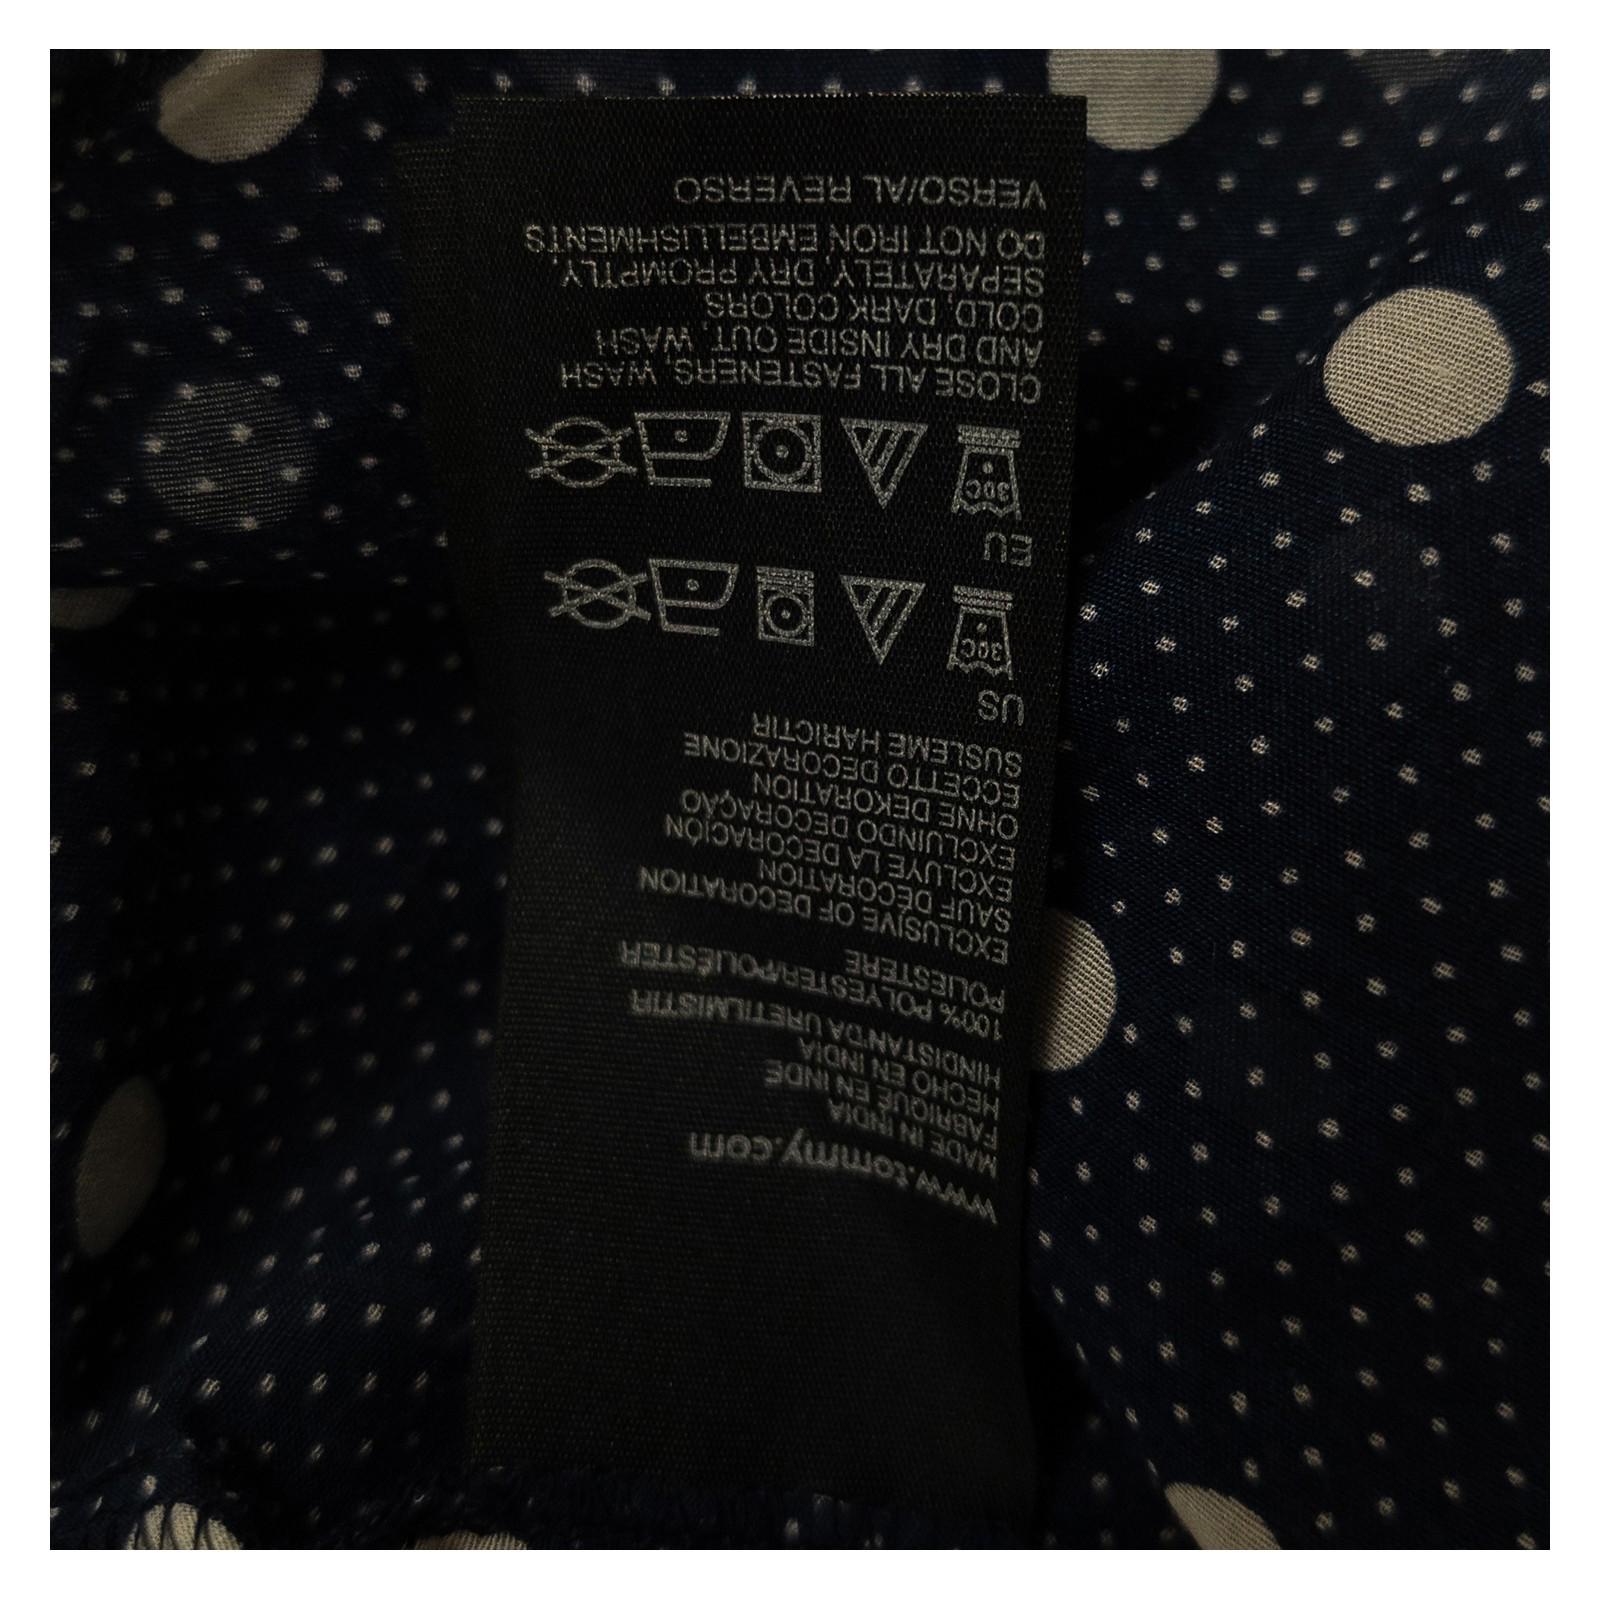 www.tommy.com
MADE IN INDIA
FABRIQUÉ EN INDE
HECHO EN INDIA
HINDISTAN'DA URETILMISTIR
100% POLYESTER/POLIÉSTER
POLIESTERE
EXCLUSIVE OF DECORATION
SAUF DÉCORATION
EXCLUYE LA DECORACIÓN
EXCLUINDO DECORAÇÃO
OHNE DEKORATION
ECCETTO DECORAZIONE
SUSLEME HARICTIR
US
30C
EU
30C
CLOSE ALL FASTENERS, WASH
AND DRY INSIDE OUT, WASH
COLD, DARK COLORS
SEPARATELY, DRY PROMPTLY,
DO NOT IRON EMBELLISHMENTS
VERSO/AL REVERSO